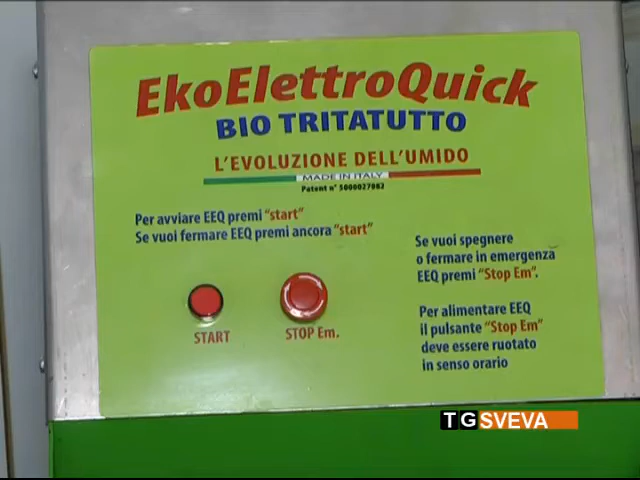 EkoElettroQuick
BIO TRITATUTTO
L'EVOLUZIONE DELL'UMIDO
MADE IN ITALY
Patent n° 5000027082
Per avviare EEQ premi "start"
Se vuoi fermare EEQ premi ancora "start"
Se vuoi spegnere
o fermare in emergenza
EEQ premi "Stop Em".
START
STOP Em.
Per alimentare EEQ
il pulsante "Stop Em"
deve essere ruotato
in senso orario
TGSVEVA